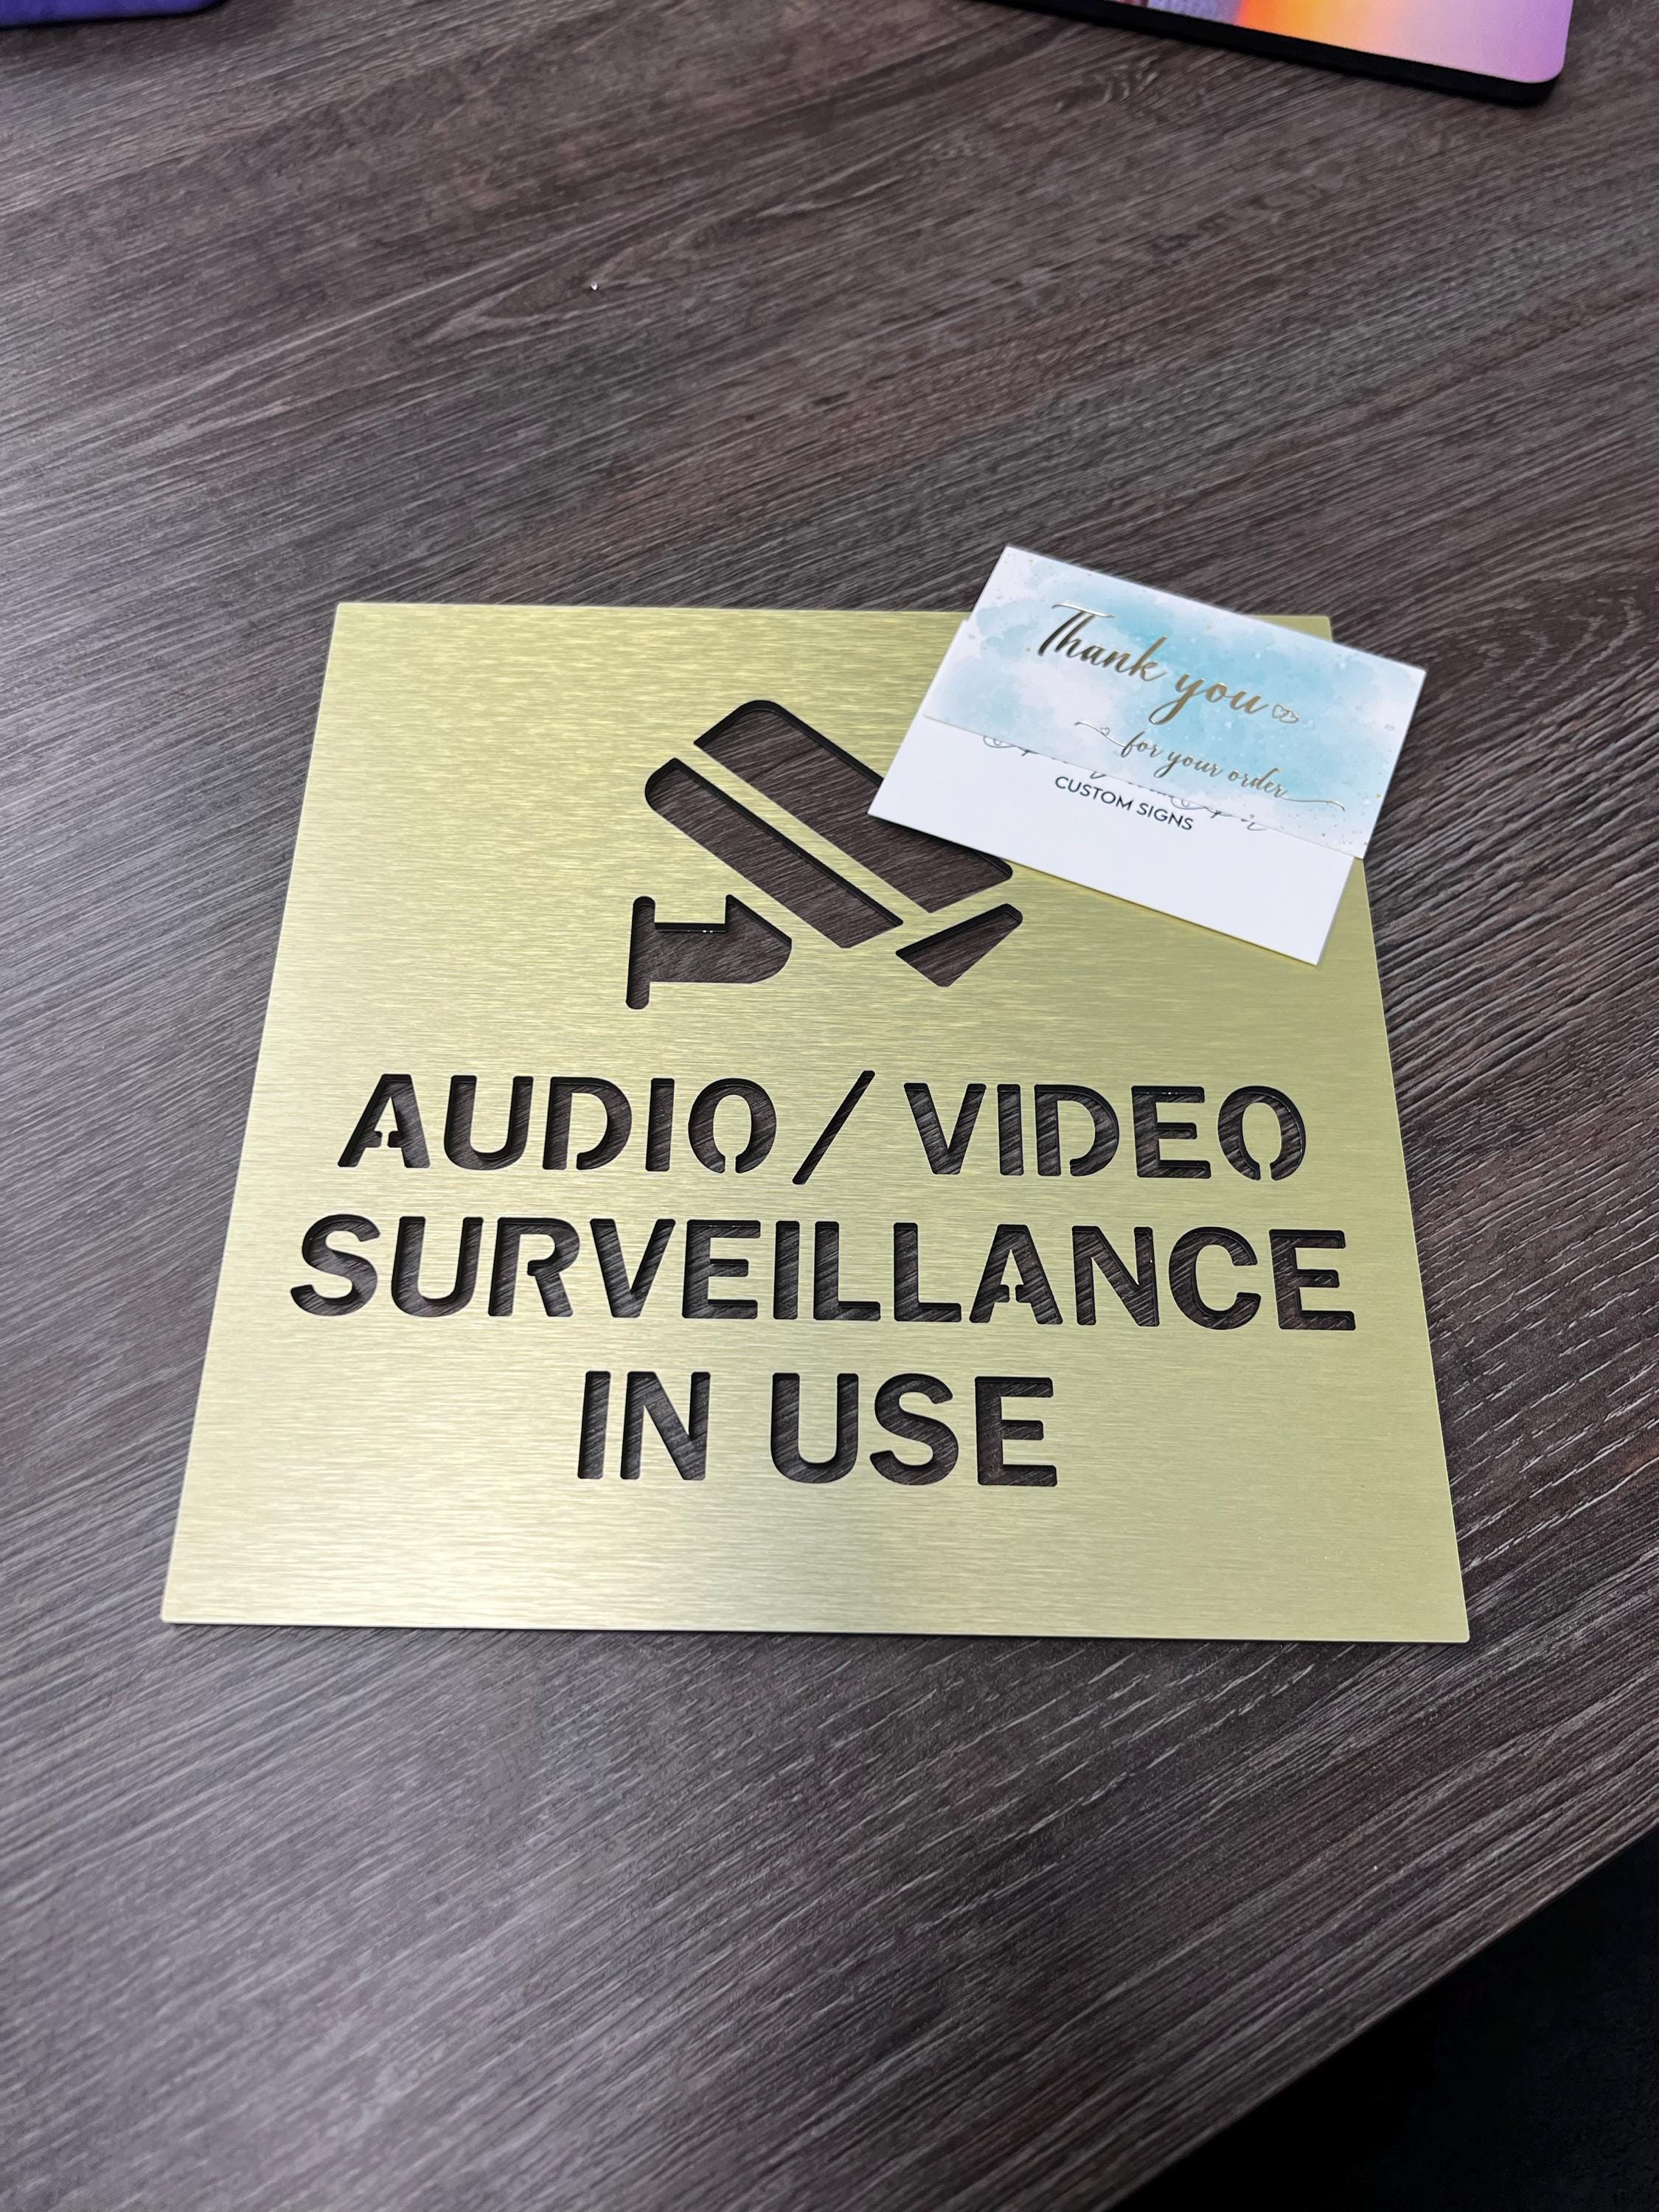 Thank you
for your order
CUSTOM SIGNS
AUDIO/VIDEO
SURVEILLANCE
IN USE